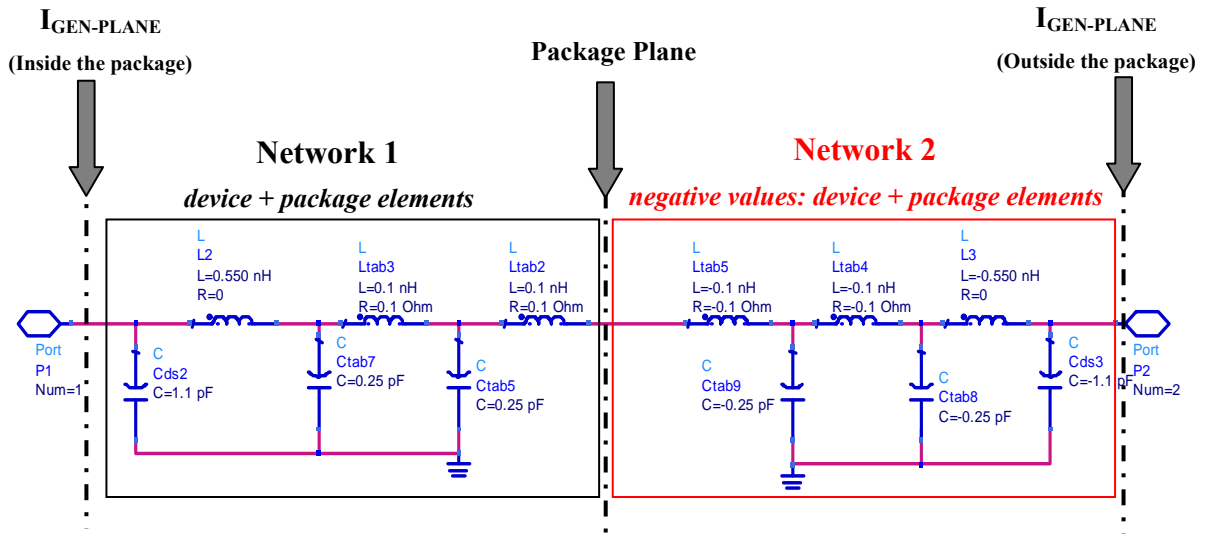 I_GEN-PLANE
(Inside the package)
Package Plane
I_GEN-PLANE
(Outside the package)
Network 1
device + package elements
Network 2
negative values: device + package elements
L
L2
L=0.550 nH
R=0
L
Ltab3
L=0.1 nH
R=0.1 Ohm
L
Ltab2
L=0.1 nH
R=0.1 Ohm
L
Ltab5
L=-0.1 nH
R=-0.1 Ohm
L
Ltab4
L=-0.1 nH
R=-0.1 Ohm
L
L3
L=-0.550 nH
R=0
Port
P1
Num=1
C
Cds2
C=1.1 pF
C
Ctab7
C=0.25 pF
C
Ctab5
C=0.25 pF
C
Ctab9
C=-0.25 pF
C
Ctab8
C=-0.25 pF
C
Cds3
C=-1.1 pF
Port
P2
Num=2